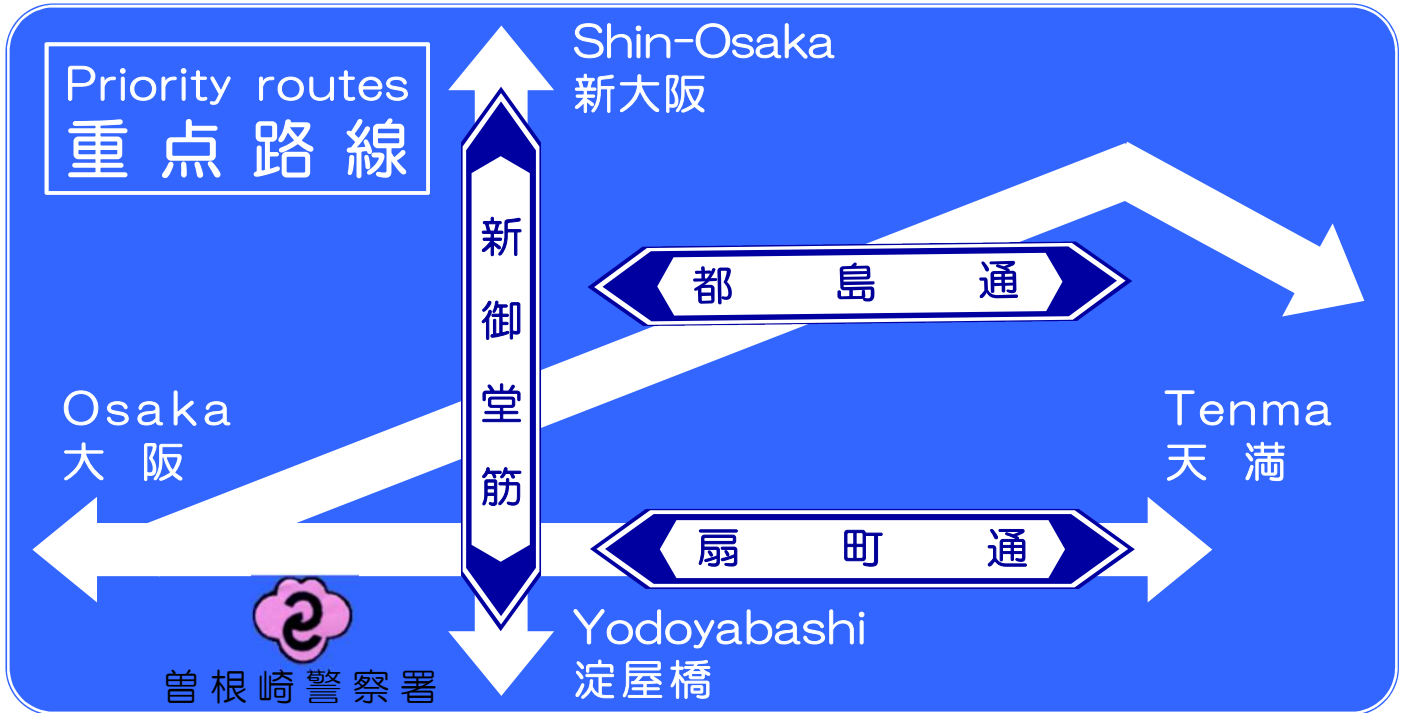 Priority routes
重点路線
Shin-Osaka
新大阪
新御堂筋
都島通
Osaka
大阪
Tenma
天満
扇町通
Yodoyabashi
淀屋橋
曽根崎警察署